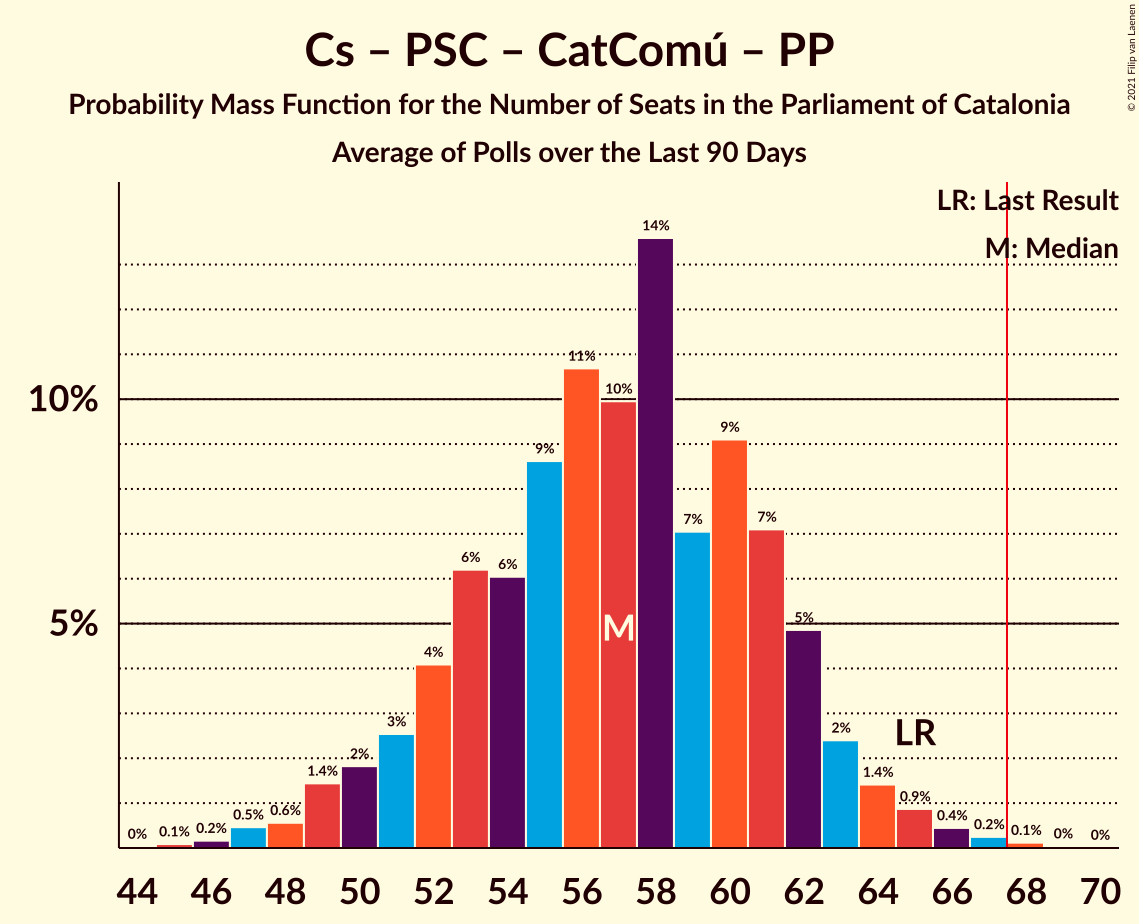 Cs – PSC – CatComú – PP
Probability Mass Function for the Number of Seats in the Parliament of Catalonia
Average of Polls over the Last 90 Days
© 2021 Filip van Laenen
LR: Last Result
M: Median
10%
5%
0% 0.1% 0.2% 0.5% 0.6% 1.4% 2% 3% 4% 6% 6% 9% 11% 10% 14% 7% 9% 7% 5% 2% 1.4% 0.9% 0.4% 0.2% 0.1% 0% 0%
M
LR
44 46 48 50 52 54 56 58 60 62 64 66 68 70